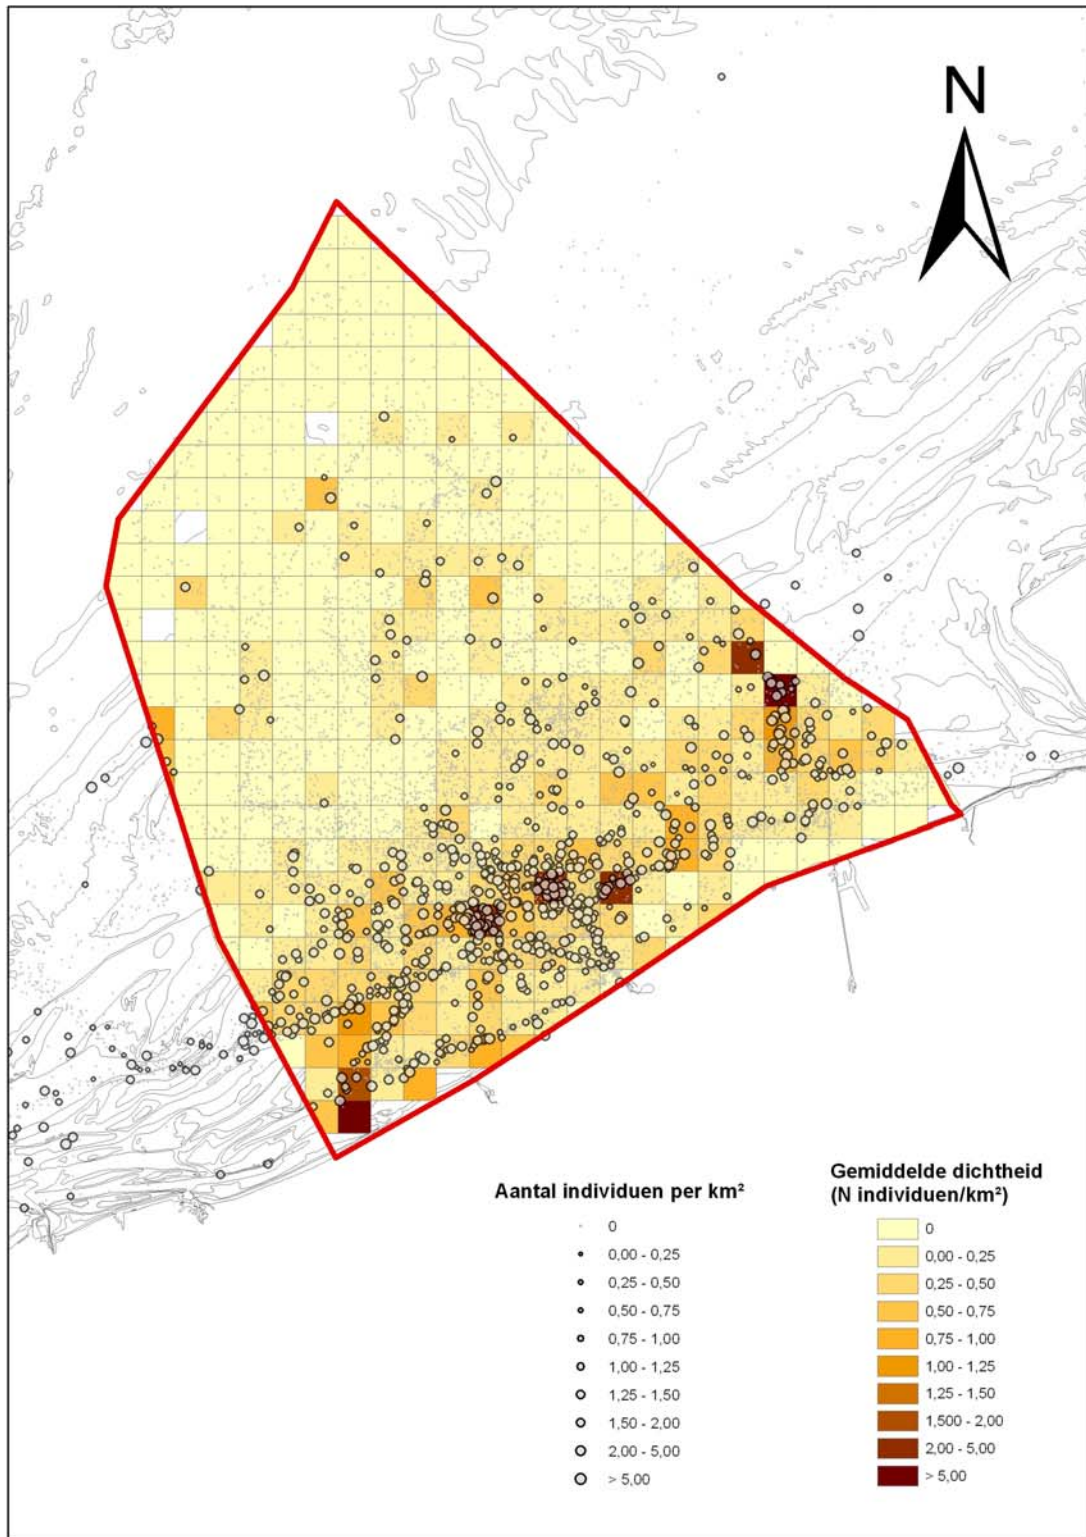 N
Aantal individuen per km²
0
0,00 - 0,25
0,25 - 0,50
0,50 - 0,75
0,75 - 1,00
1,00 - 1,25
1,25 - 1,50
1,50 - 2,00
2,00 - 5,00
> 5,00
Gemiddelde dichtheid
(N individuen/km²)
0
0,00 - 0,25
0,25 - 0,50
0,50 - 0,75
0,75 - 1,00
1,00 - 1,25
1,25 - 1,50
1,500 - 2,00
2,00 - 5,00
> 5,00